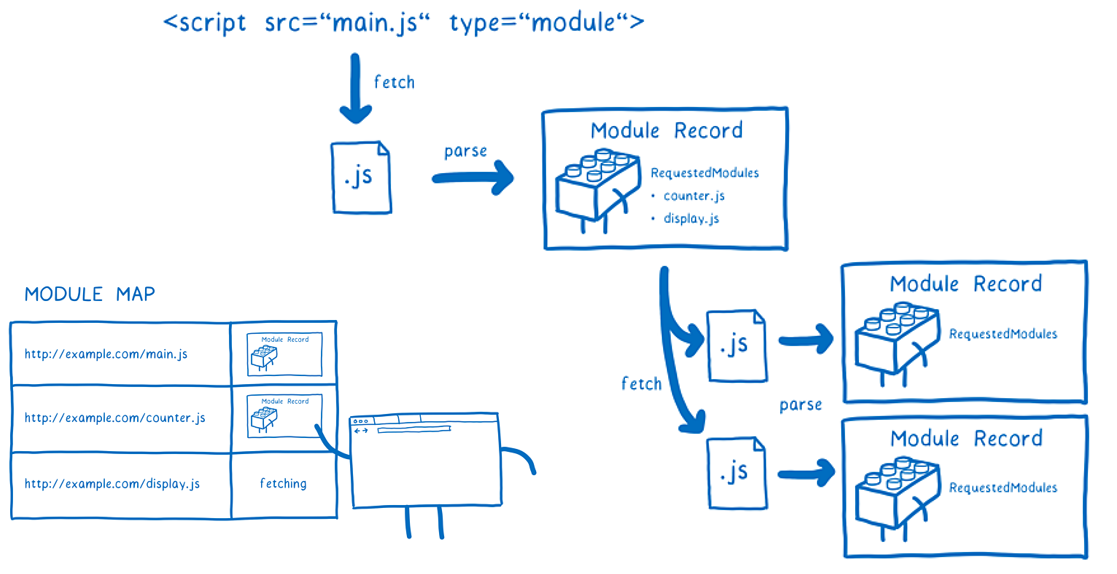 <script src=“main.js“ type=“module“>
fetch
.js
parse
Module Record
RequestedModules
• counter.js
• display.js
fetch
.js
parse
Module Record
RequestedModules
.js
Module Record
RequestedModules
MODULE MAP
http://example.com/main.js
Module Record
http://example.com/counter.js
Module Record
http://example.com/display.js
fetching